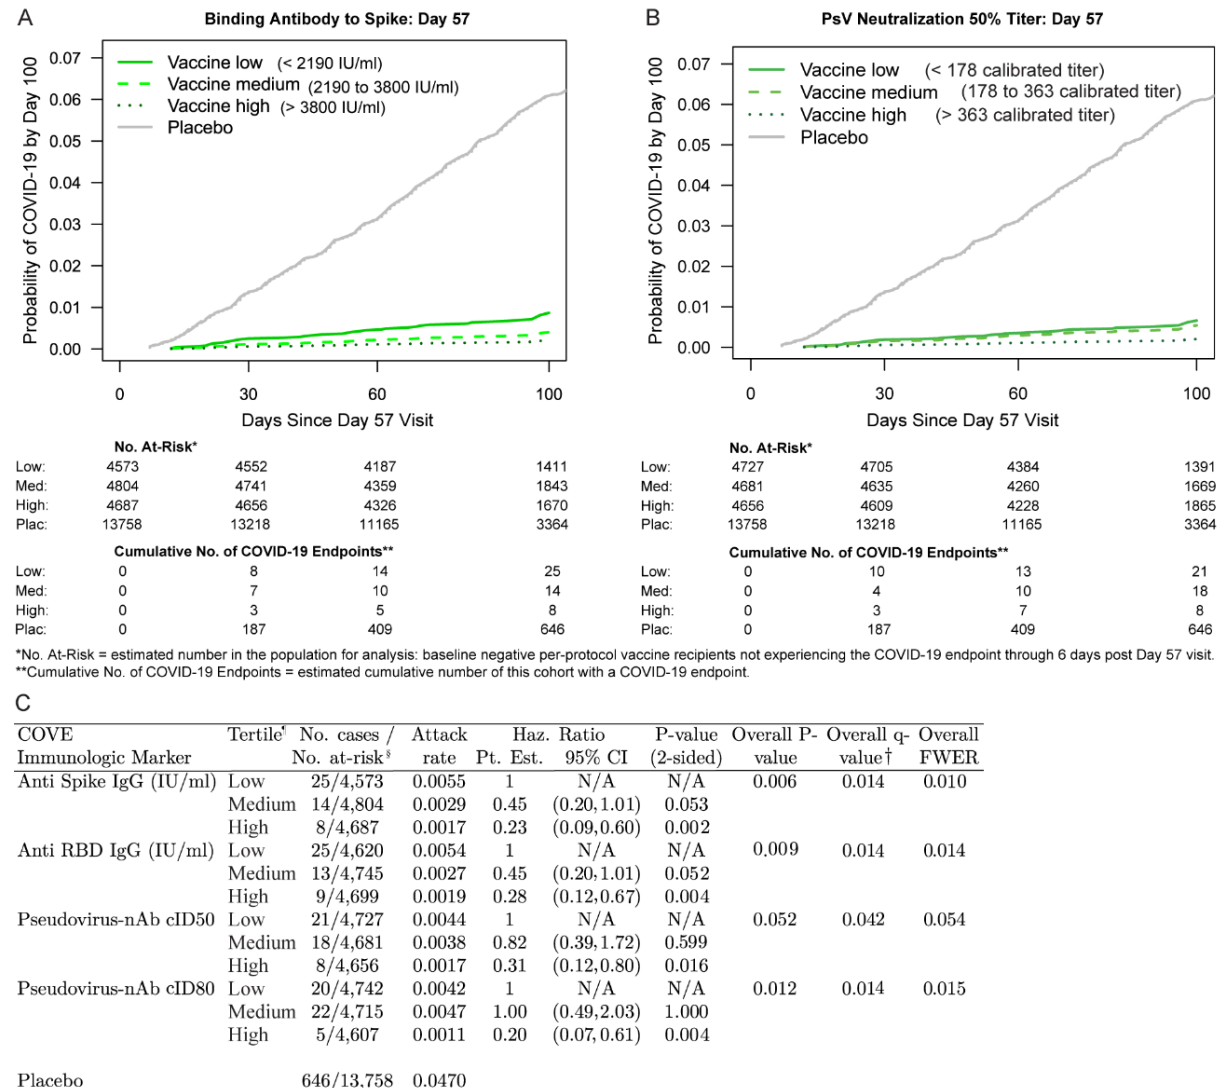 A
Binding Antibody to Spike: Day 57
Probability of COVID-19 by Day 100
0.07
0.06
0.05
0.04
0.03
0.02
0.01
0.00
Vaccine low (< 2190 IU/ml)
Vaccine medium (2190 to 3800 IU/ml)
Vaccine high (> 3800 IU/ml)
Placebo
0 30 60 100
Days Since Day 57 Visit
No. At-Risk*
Low: 4573 4552 4187 1411
Med: 4804 4741 4359 1843
High: 4687 4656 4326 1670
Plac: 13758 13218 11165 3364
Cumulative No. of COVID-19 Endpoints**
Low: 0 8 14 25
Med: 0 7 10 14
High: 0 3 5 8
Plac: 0 187 409 646
B
PsV Neutralization 50% Titer: Day 57
Probability of COVID-19 by Day 100
0.07
0.06
0.05
0.04
0.03
0.02
0.01
0.00
Vaccine low (< 178 calibrated titer)
Vaccine medium (178 to 363 calibrated titer)
Vaccine high (> 363 calibrated titer)
Placebo
0 30 60 100
Days Since Day 57 Visit
No. At-Risk*
Low: 4727 4705 4384 1391
Med: 4681 4635 4260 1669
High: 4656 4609 4228 1865
Plac: 13758 13218 11165 3364
Cumulative No. of COVID-19 Endpoints**
Low: 0 10 13 21
Med: 0 4 10 18
High: 0 3 7 8
Plac: 0 187 409 646
*No. At-Risk = estimated number in the population for analysis: baseline negative per-protocol vaccine recipients not experiencing the COVID-19 endpoint through 6 days post Day 57 visit.
**Cumulative No. of COVID-19 Endpoints = estimated cumulative number of this cohort with a COVID-19 endpoint.
C
COVE Tertile¶ No. cases / Attack Haz. Ratio P-value Overall P- Overall q- Overall
Immunologic Marker No. at-risk§ rate Pt. Est. 95% CI (2-sided) value value† FWER
Anti Spike IgG (IU/ml) Low 25/4,573 0.0055 1 N/A N/A 0.006 0.014 0.010
Medium 14/4,804 0.0029 0.45 (0.20, 1.01) 0.053
High 8/4,687 0.0017 0.23 (0.09, 0.60) 0.002
Anti RBD IgG (IU/ml) Low 25/4,620 0.0054 1 N/A N/A 0.009 0.014 0.014
Medium 13/4,745 0.0027 0.45 (0.20, 1.01) 0.052
High 9/4,699 0.0019 0.28 (0.12, 0.67) 0.004
Pseudovirus-nAb cID50 Low 21/4,727 0.0044 1 N/A N/A 0.052 0.042 0.054
Medium 18/4,681 0.0038 0.82 (0.39, 1.72) 0.599
High 8/4,656 0.0017 0.31 (0.12, 0.80) 0.016
Pseudovirus-nAb cID80 Low 20/4,742 0.0042 1 N/A N/A 0.012 0.014 0.015
Medium 22/4,715 0.0047 1.00 (0.49, 2.03) 1.000
High 5/4,607 0.0011 0.20 (0.07, 0.61) 0.004
Placebo 646/13,758 0.0470